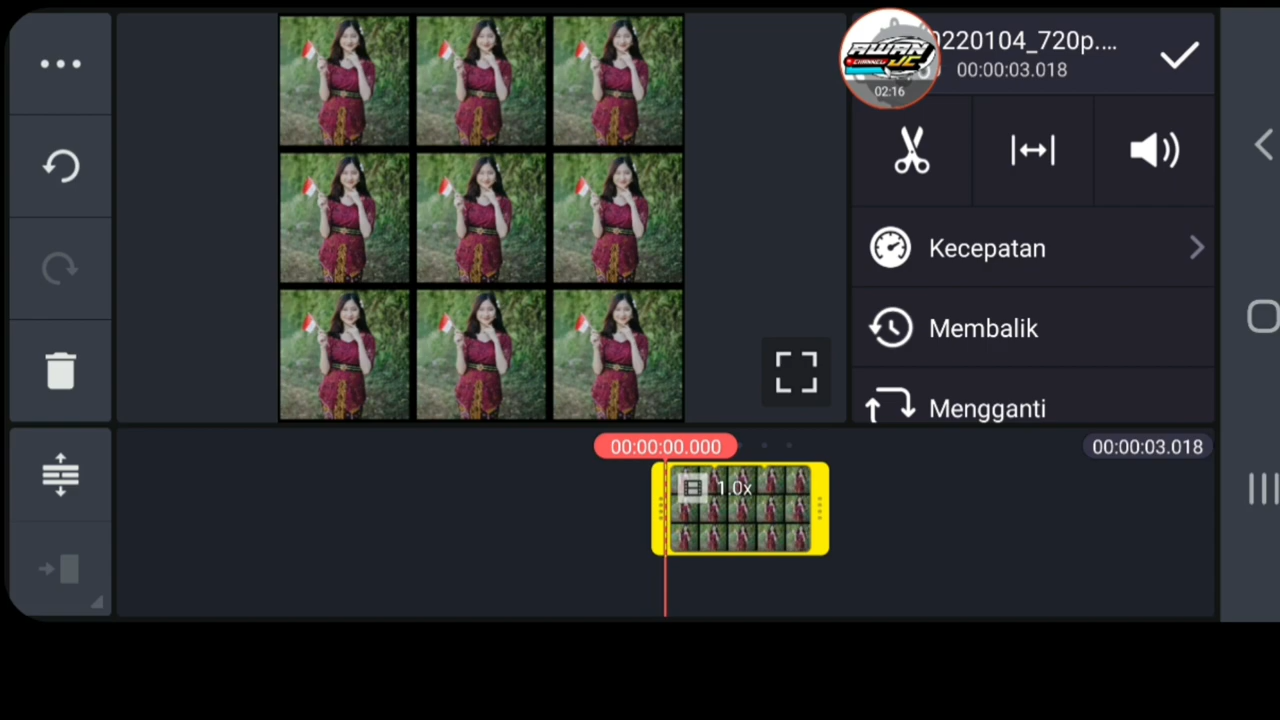 0220104_720p....
00:00:03.018
AWAN
CHANNEL JC
02:16
Kecepatan
Membalik
Mengganti
00:00:00.000
00:00:03.018
1.0x